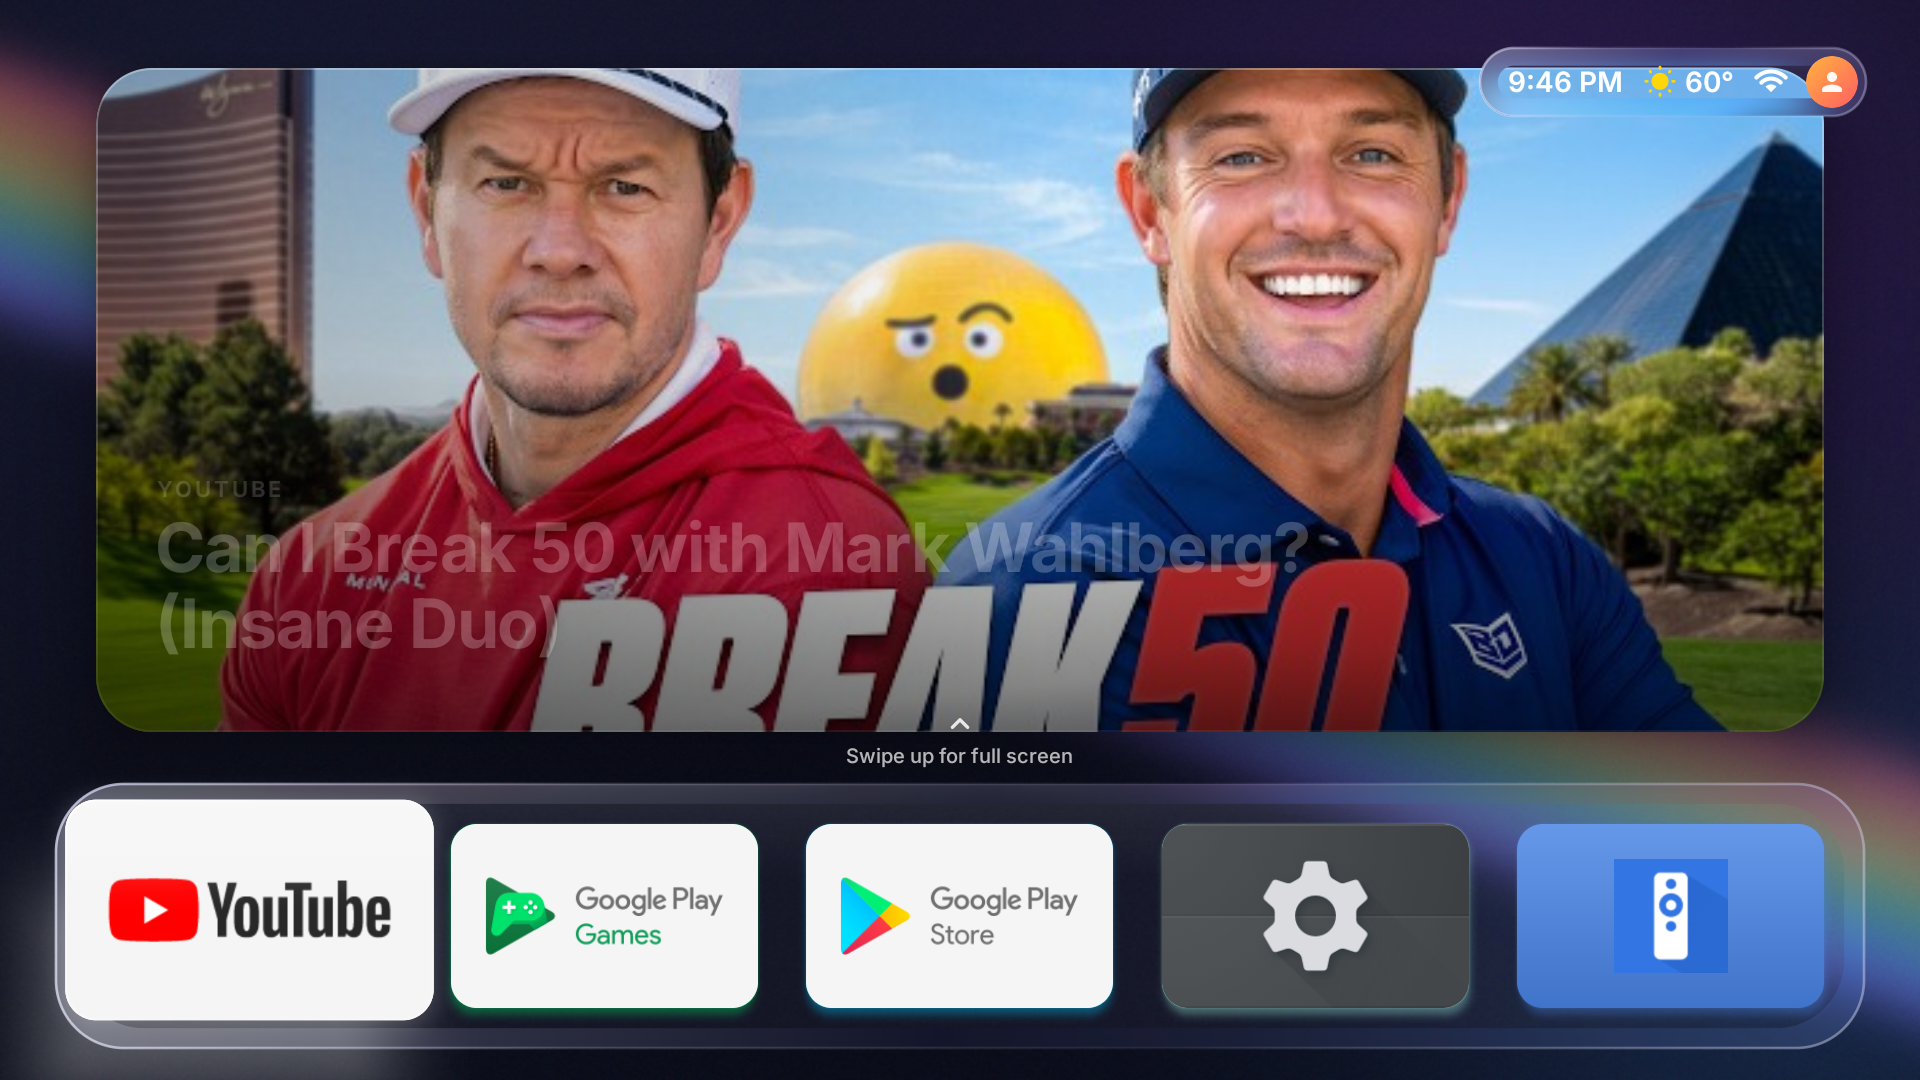 9:46 PM 60°
YOUTUBE
Can I Break 50 with Mark Wahlberg?
(Insane Duo)
BREAK 50
Swipe up for full screen
YouTube
Google Play
Games
Google Play
Store